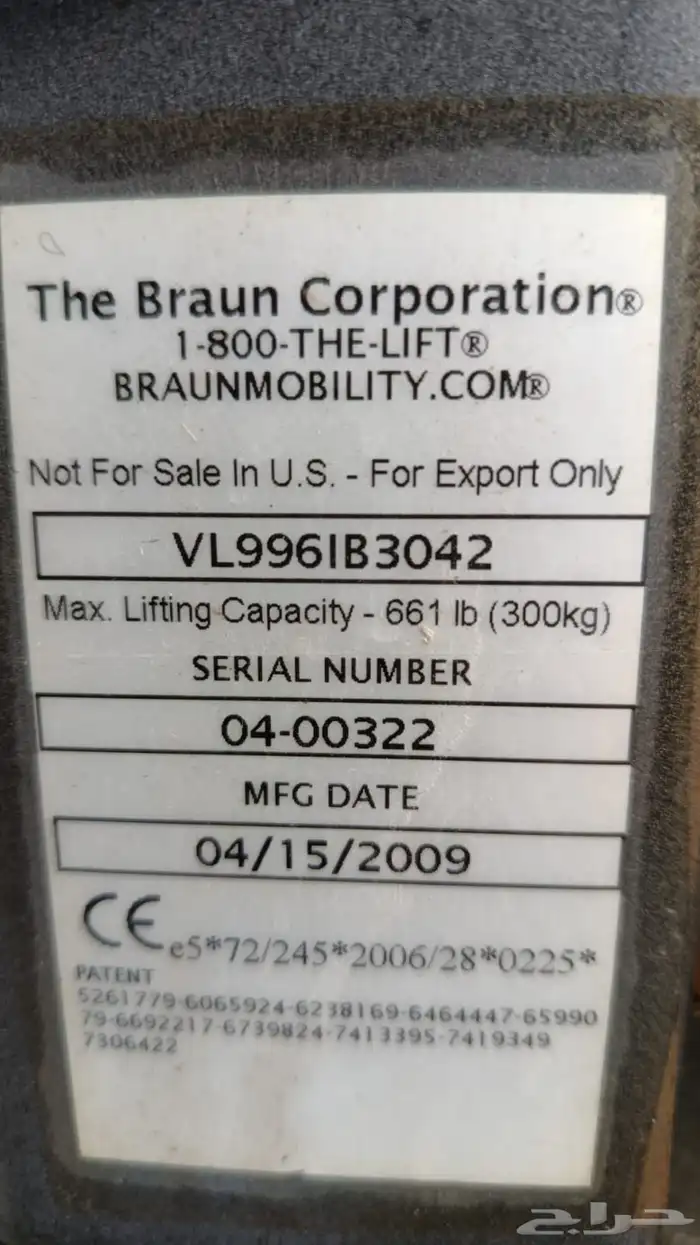 The Braun Corporation®
1-800-THE-LIFT®
BRAUNMOBILITY.COM®
Not For Sale In U.S. - For Export Only
VL996IB3042
Max. Lifting Capacity - 661 lb (300kg)
SERIAL NUMBER
04-00322
MFG DATE
04/15/2009
CE e5*72/245*2006/28*0225*
PATENT
5261779-6065924-6238169-6464447-65990
79-6692217-6739824-7413395-7419349
7306422
حراج